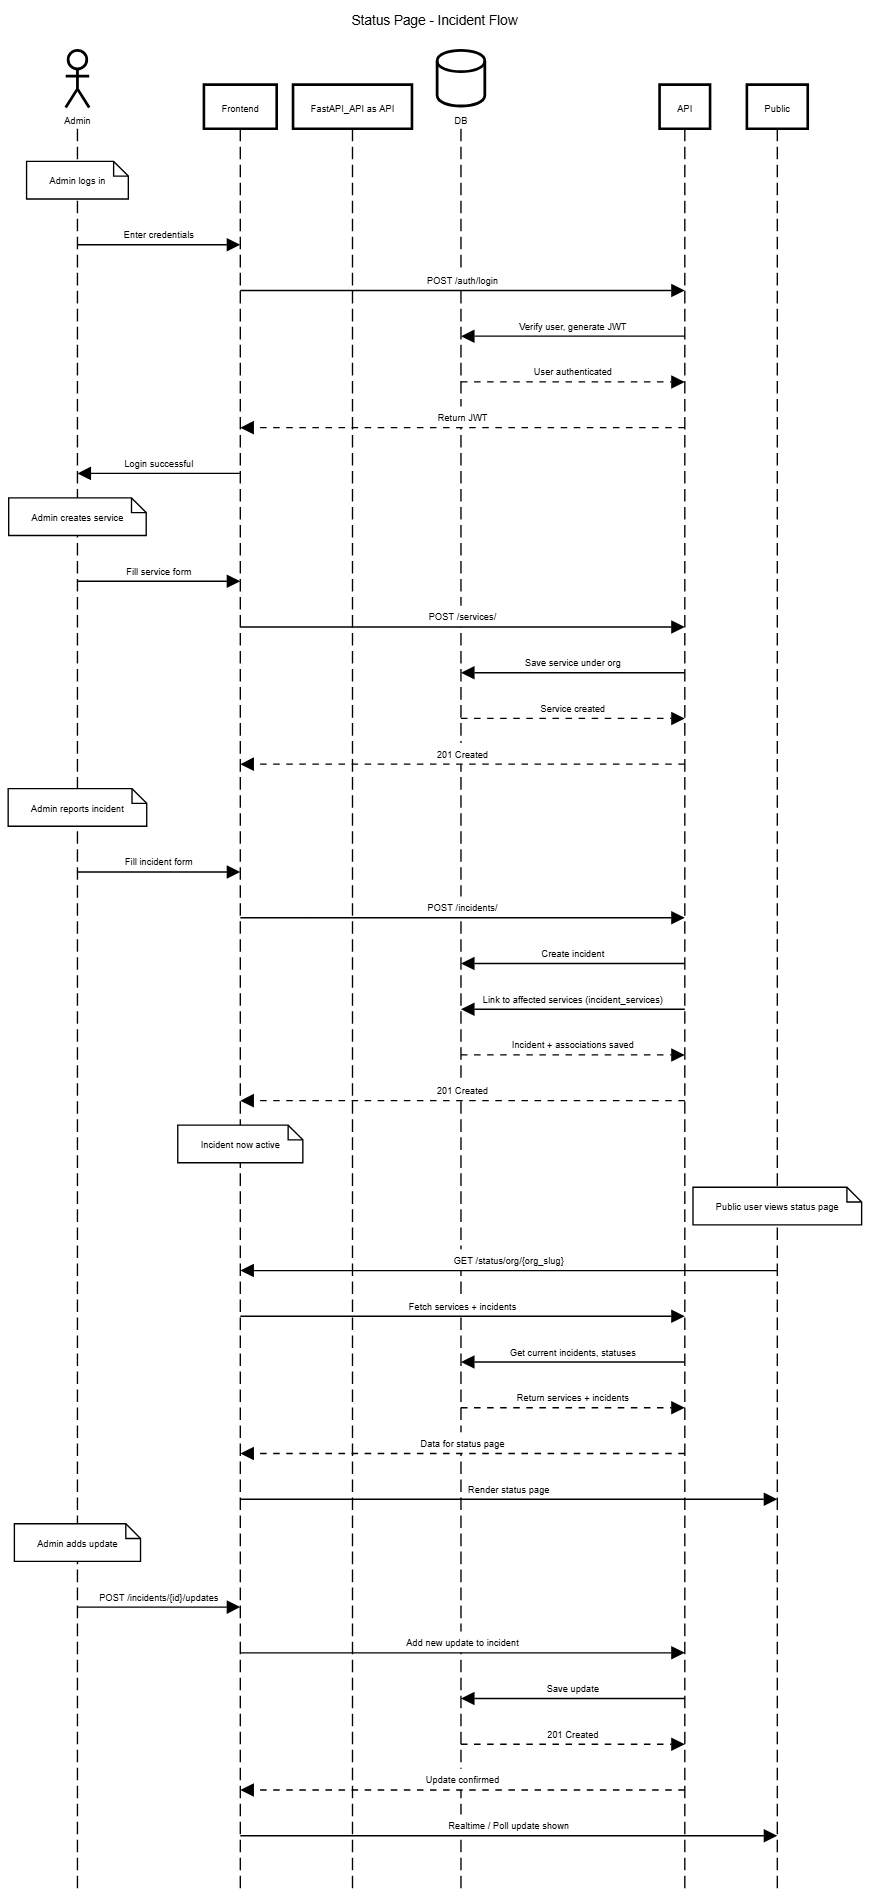 Status Page - Incident Flow
Admin
Frontend
FastAPI_API as API
DB
API
Public
Admin logs in
Enter credentials
POST /auth/login
Verify user, generate JWT
User authenticated
Return JWT
Login successful
Admin creates service
Fill service form
POST /services/
Save service under org
Service created
201 Created
Admin reports incident
Fill incident form
POST /incidents/
Create incident
Link to affected services (incident_services)
Incident + associations saved
201 Created
Incident now active
Public user views status page
GET /status/org/{org_slug}
Fetch services + incidents
Get current incidents, statuses
Return services + incidents
Data for status page
Render status page
Admin adds update
POST /incidents/{id}/updates
Add new update to incident
Save update
201 Created
Update confirmed
Realtime / Poll update shown